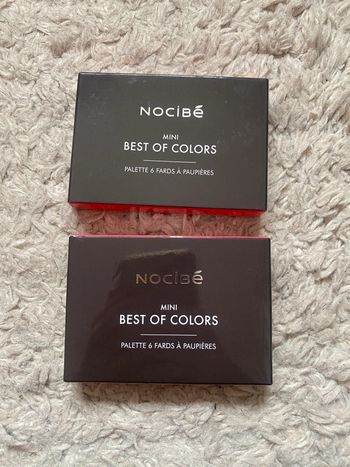 NOCIBÉ
MINI
BEST OF COLORS
PALETTE 6 FARDS À PAUPIÈRES
NOCIBÉ
MINI
BEST OF COLORS
PALETTE 6 FARDS À PAUPIÈRES